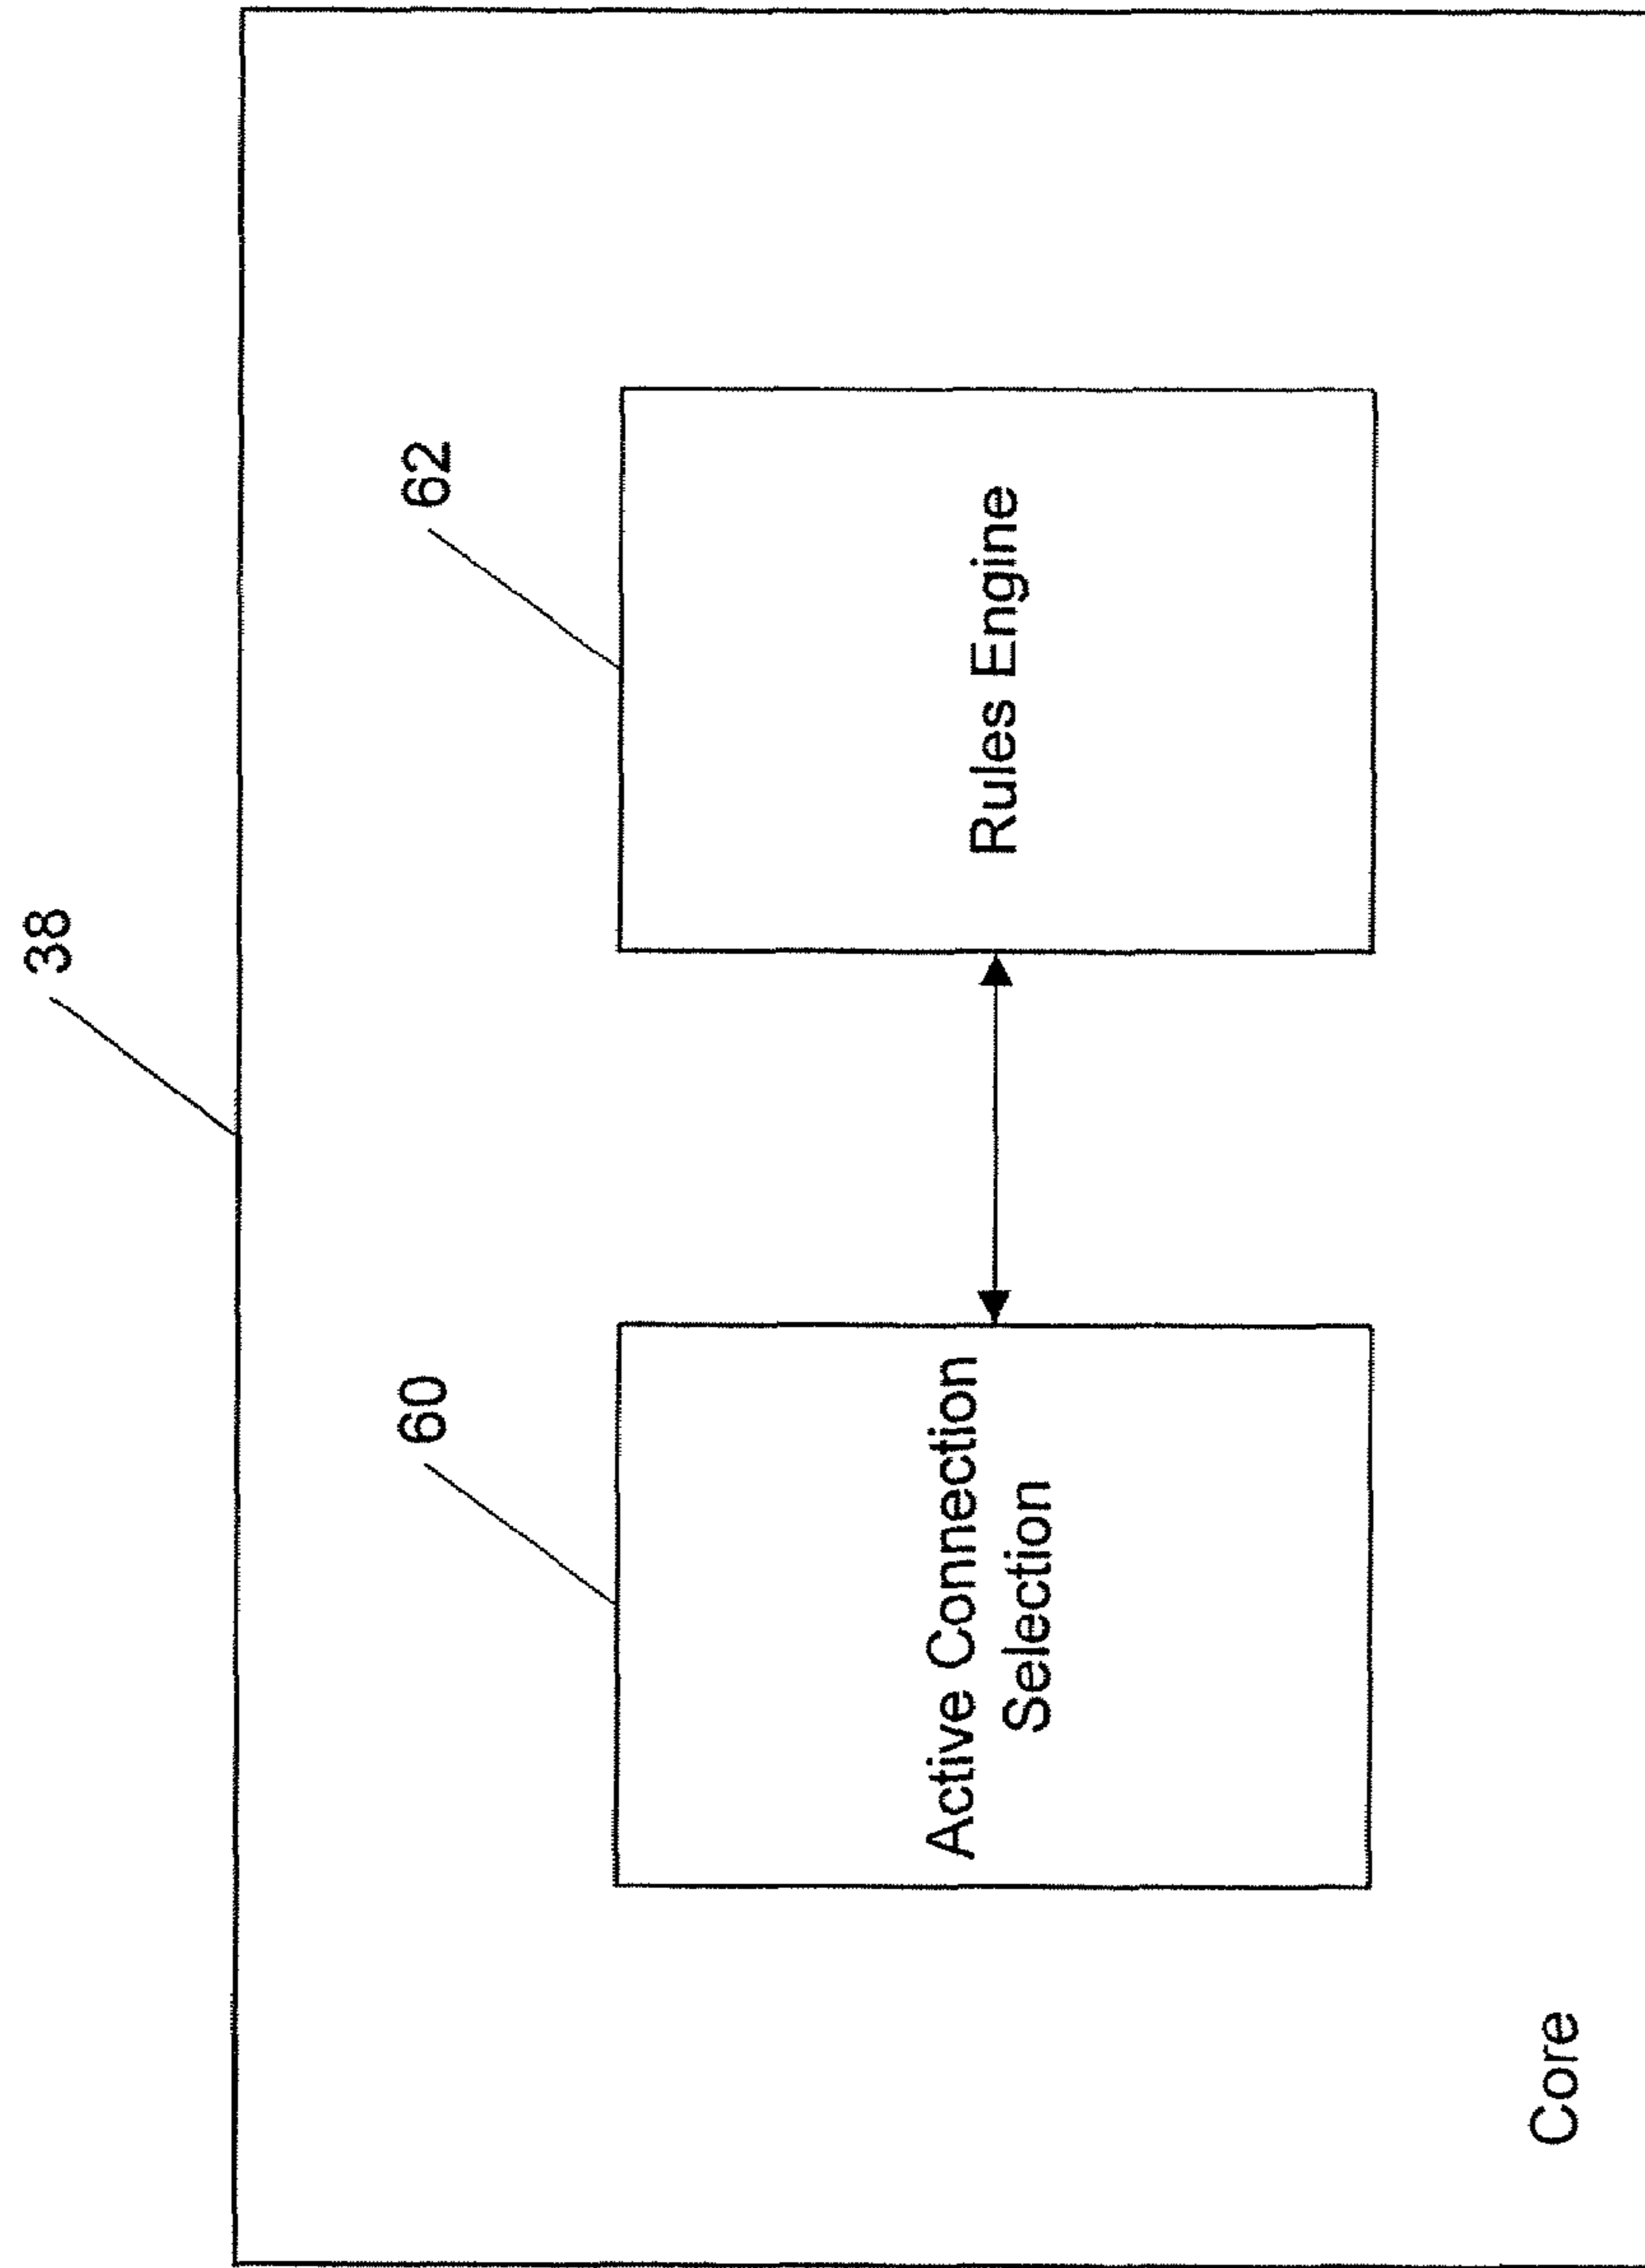 38
60
62
Active Connection
Selection
Rules Engine
Core